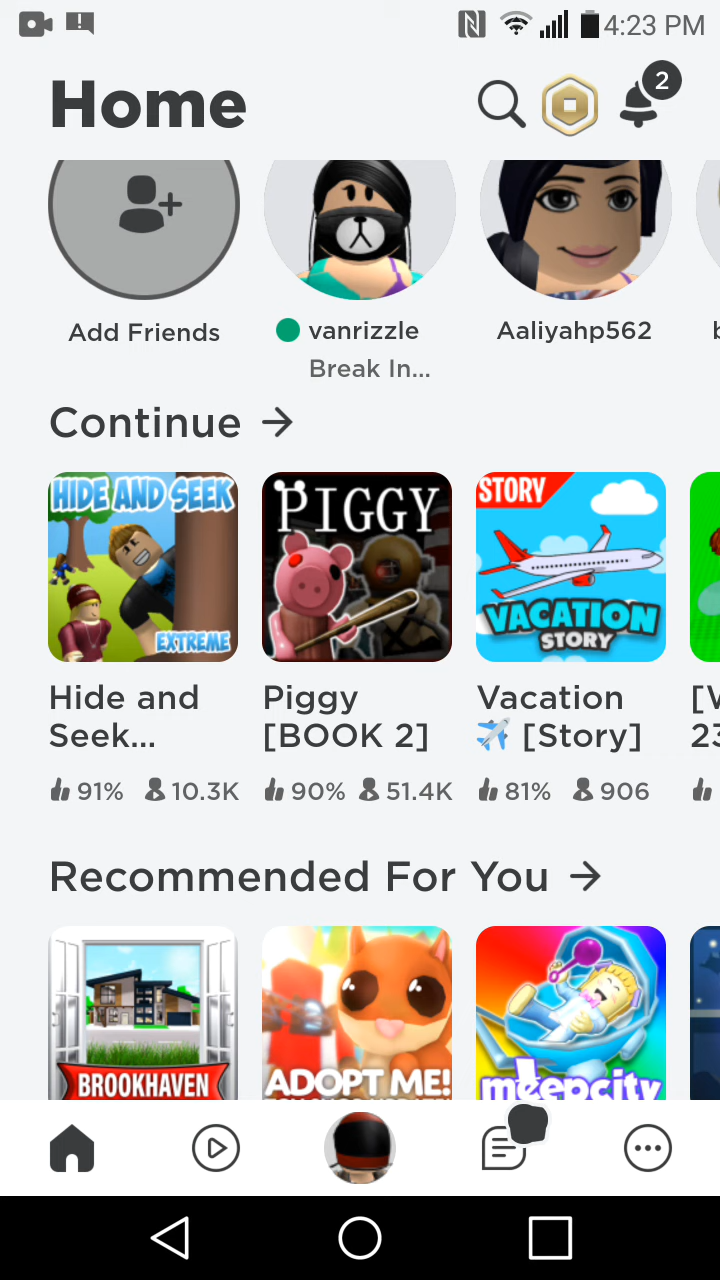 4:23 PM
Home
2
Add Friends
vanrizzle
Aaliyahp562
Break In...
Continue →
HIDE AND SEEK
EXTREME
PIGGY
STORY
VACATION
STORY
Hide and
Seek...
Piggy
[BOOK 2]
Vacation
✈️ [Story]
91% 10.3K
90% 51.4K
81% 906
Recommended For You →
BROOKHAVEN
ADOPT ME!
meepcity